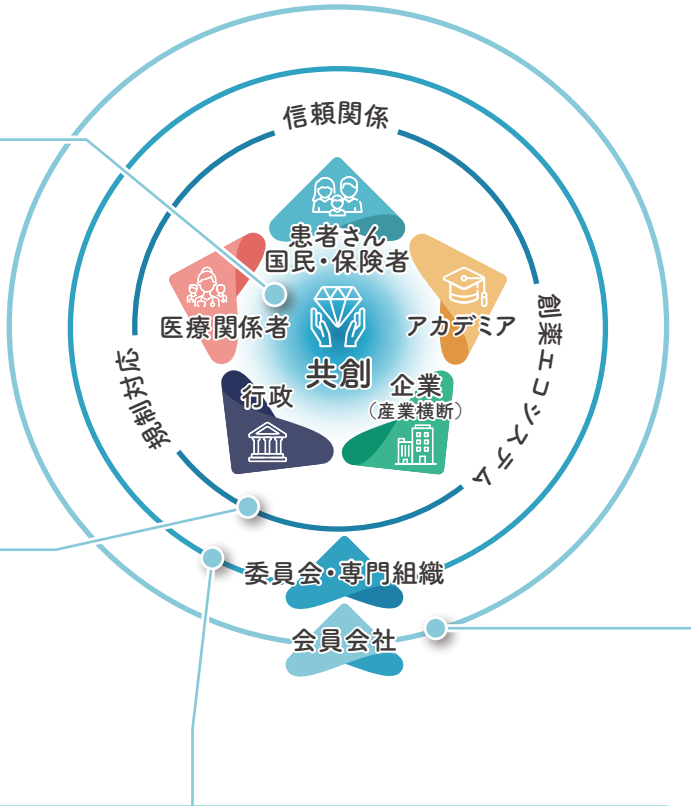 信頼関係
患者さん
国民・保険者
医療関係者
アカデミア
共創
行政
企業
（産業横断）
規制対応
創薬エコシステム
委員会・専門組織
会員会社